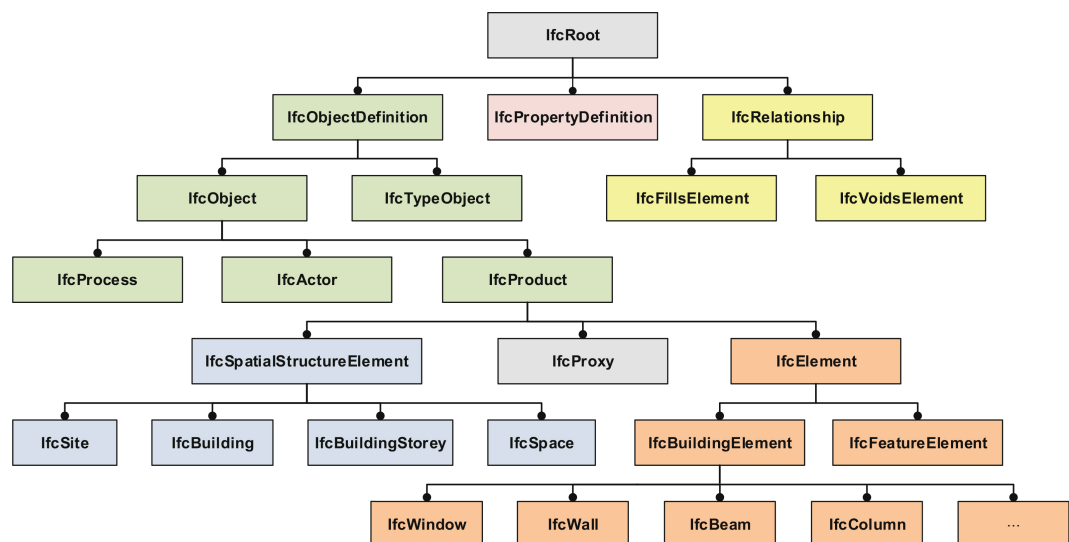 IfcRoot
IfcObjectDefinition
IfcPropertyDefinition
IfcRelationship
IfcObject
IfcTypeObject
IfcFillsElement
IfcVoidsElement
IfcProcess
IfcActor
IfcProduct
IfcSpatialStructureElement
IfcProxy
IfcElement
IfcSite
IfcBuilding
IfcBuildingStorey
IfcSpace
IfcBuildingElement
IfcFeatureElement
IfcWindow
IfcWall
IfcBeam
IfcColumn
...